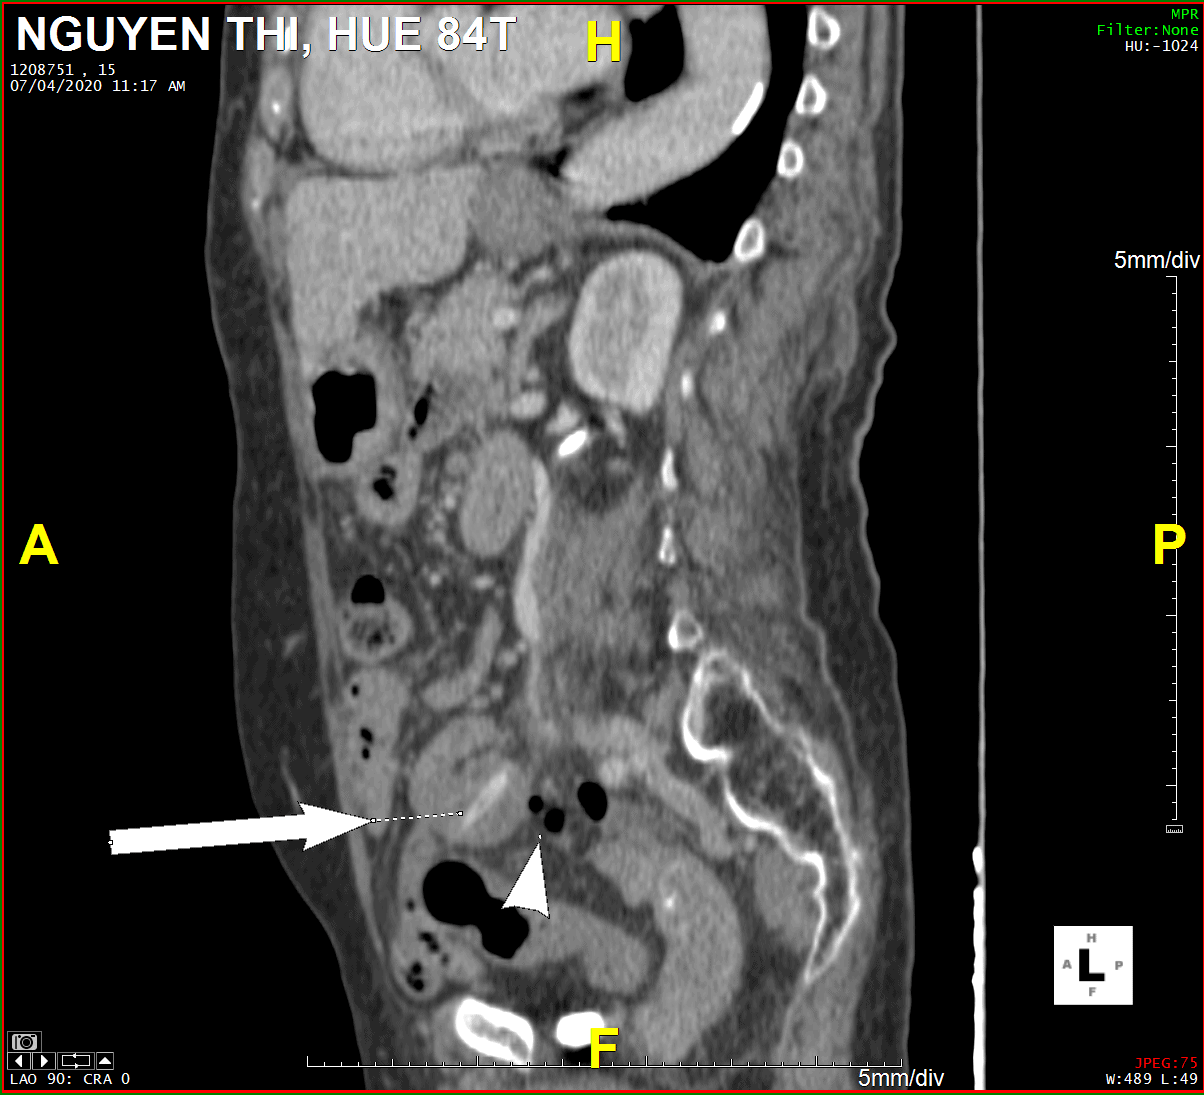 NGUYEN THI, HUE 84T
1208751 , 15
07/04/2020 11:17 AM
H
MPR
Filter:None
HU:-1024
5mm/div
A
P
H
A L P
F
F
5mm/div
LAO 90: CRA 0
JPEG:75
W:489 L:49